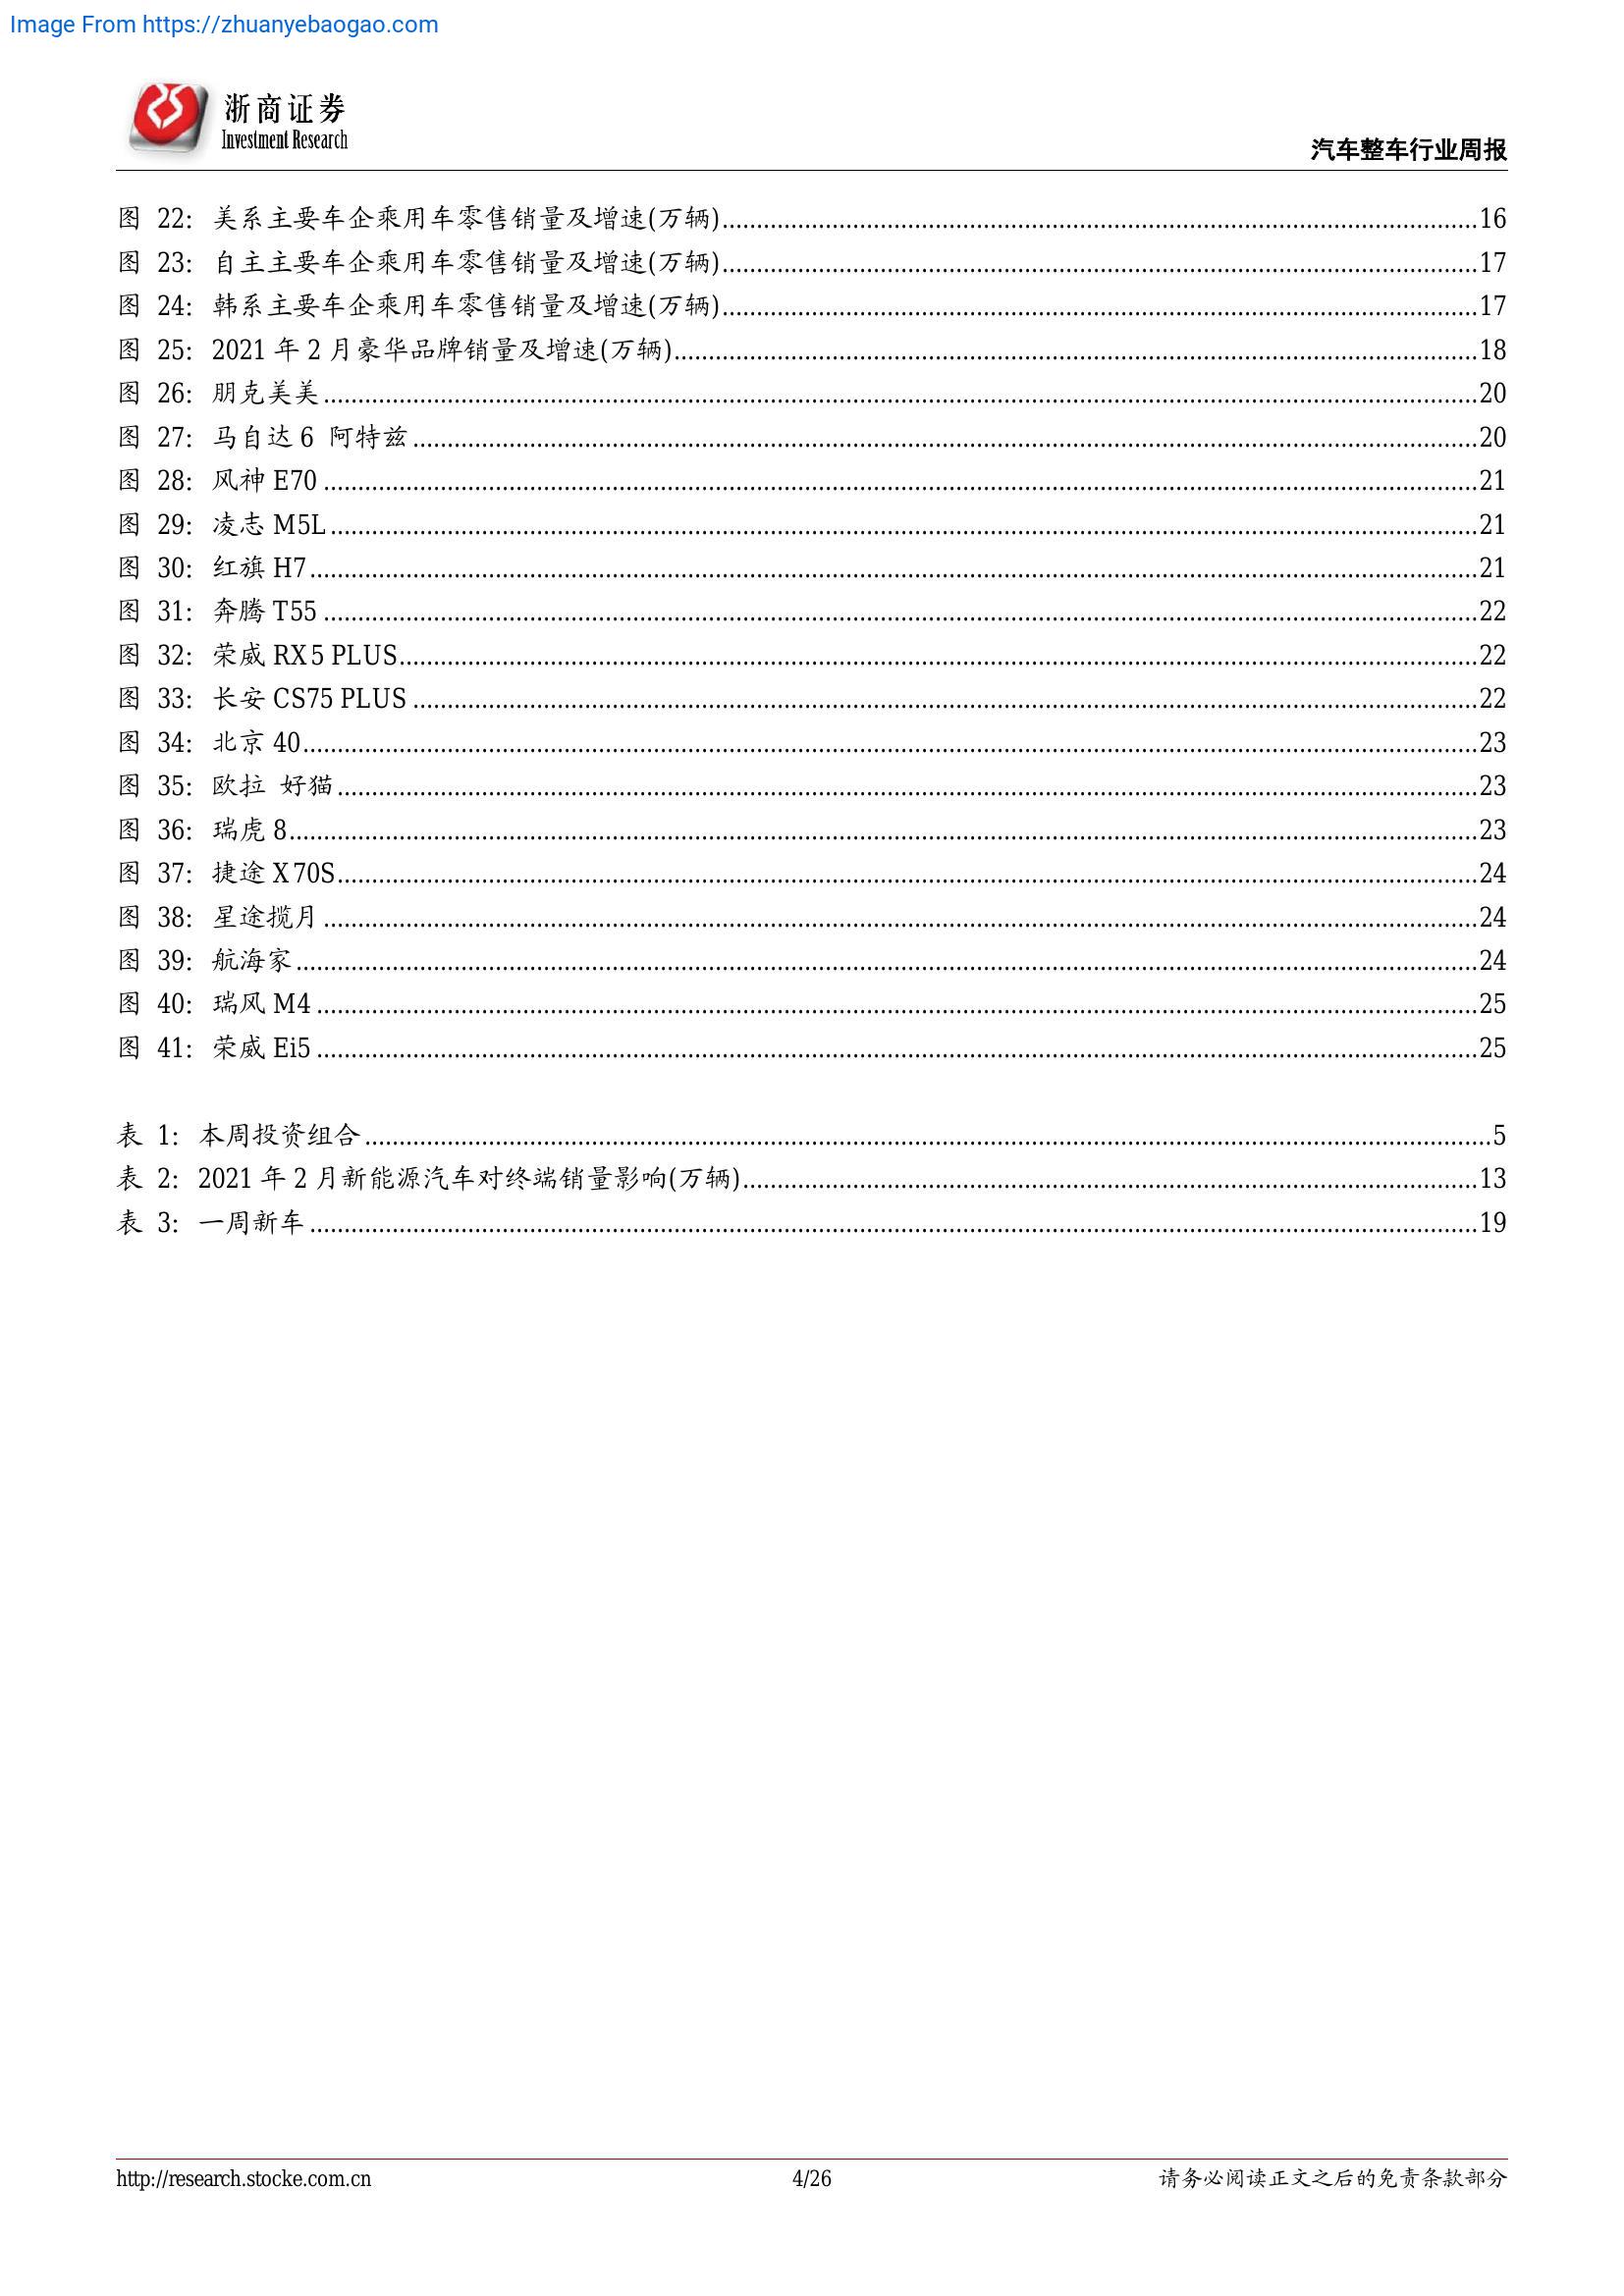 Image From https://zhuanyebaogao.com
浙商证券
Investment Research
汽车整车行业周报
图 22: 美系主要车企乘用车零售销量及增速(万辆)......16
图 23: 自主主要车企乘用车零售销量及增速(万辆)......17
图 24: 韩系主要车企乘用车零售销量及增速(万辆)......17
图 25: 2021 年 2 月豪华品牌销量及增速(万辆)......18
图 26: 朋克美美......20
图 27: 马自达 6 阿特兹......20
图 28: 风神 E70......21
图 29: 凌志 M5L......21
图 30: 红旗 H7......21
图 31: 奔腾 T55......22
图 32: 荣威 RX5 PLUS......22
图 33: 长安 CS75 PLUS......22
图 34: 北京 40......23
图 35: 欧拉 好猫......23
图 36: 瑞虎 8......23
图 37: 捷途 X70S......24
图 38: 星途揽月......24
图 39: 航海家......24
图 40: 瑞风 M4......25
图 41: 荣威 Ei5......25
表 1: 本周投资组合......5
表 2: 2021 年 2 月新能源汽车对终端销量影响(万辆)......13
表 3: 一周新车......19
http://research.stocke.com.cn 4/26 请务必阅读正文之后的免责条款部分